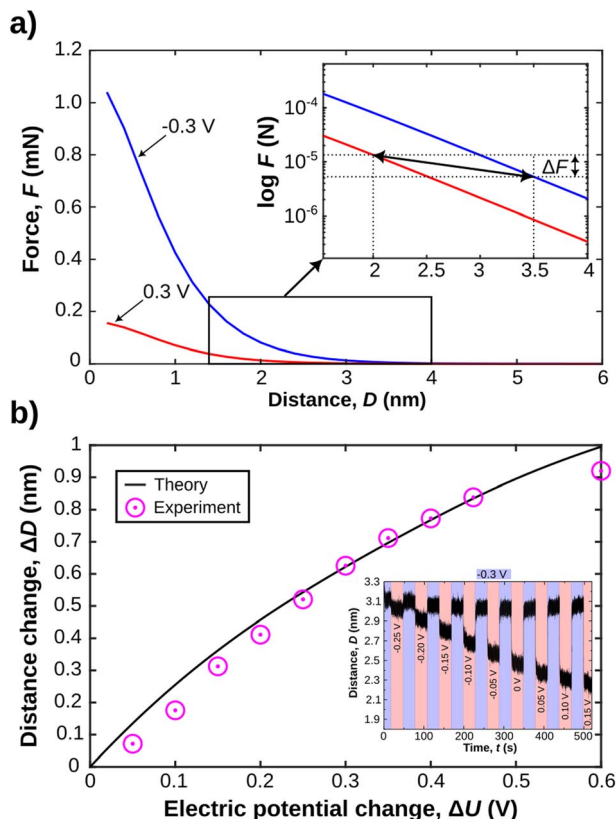 a)
1.2
1.0
0.8
0.6
0.4
0.2
0
Force, F (mN)
-0.3 V
0.3 V
0 1 2 3 4 5 6
Distance, D (nm)
log F (N)
10⁻⁴
10⁻⁵
10⁻⁶
ΔF
2 2.5 3 3.5 4
b)
1
0.9
0.8
0.7
0.6
0.5
0.4
0.3
0.2
0.1
0
Distance change, ΔD (nm)
Theory
Experiment
-0.3 V
3.3
3.0
2.7
2.4
2.1
1.9
Distance, D (nm)
-0.25 V
-0.20 V
-0.15 V
-0.10 V
-0.05 V
0 V
0.05 V
0.10 V
0.15 V
0 100 200 300 400 500
Time, t (s)
0 0.1 0.2 0.3 0.4 0.5 0.6
Electric potential change, ΔU (V)